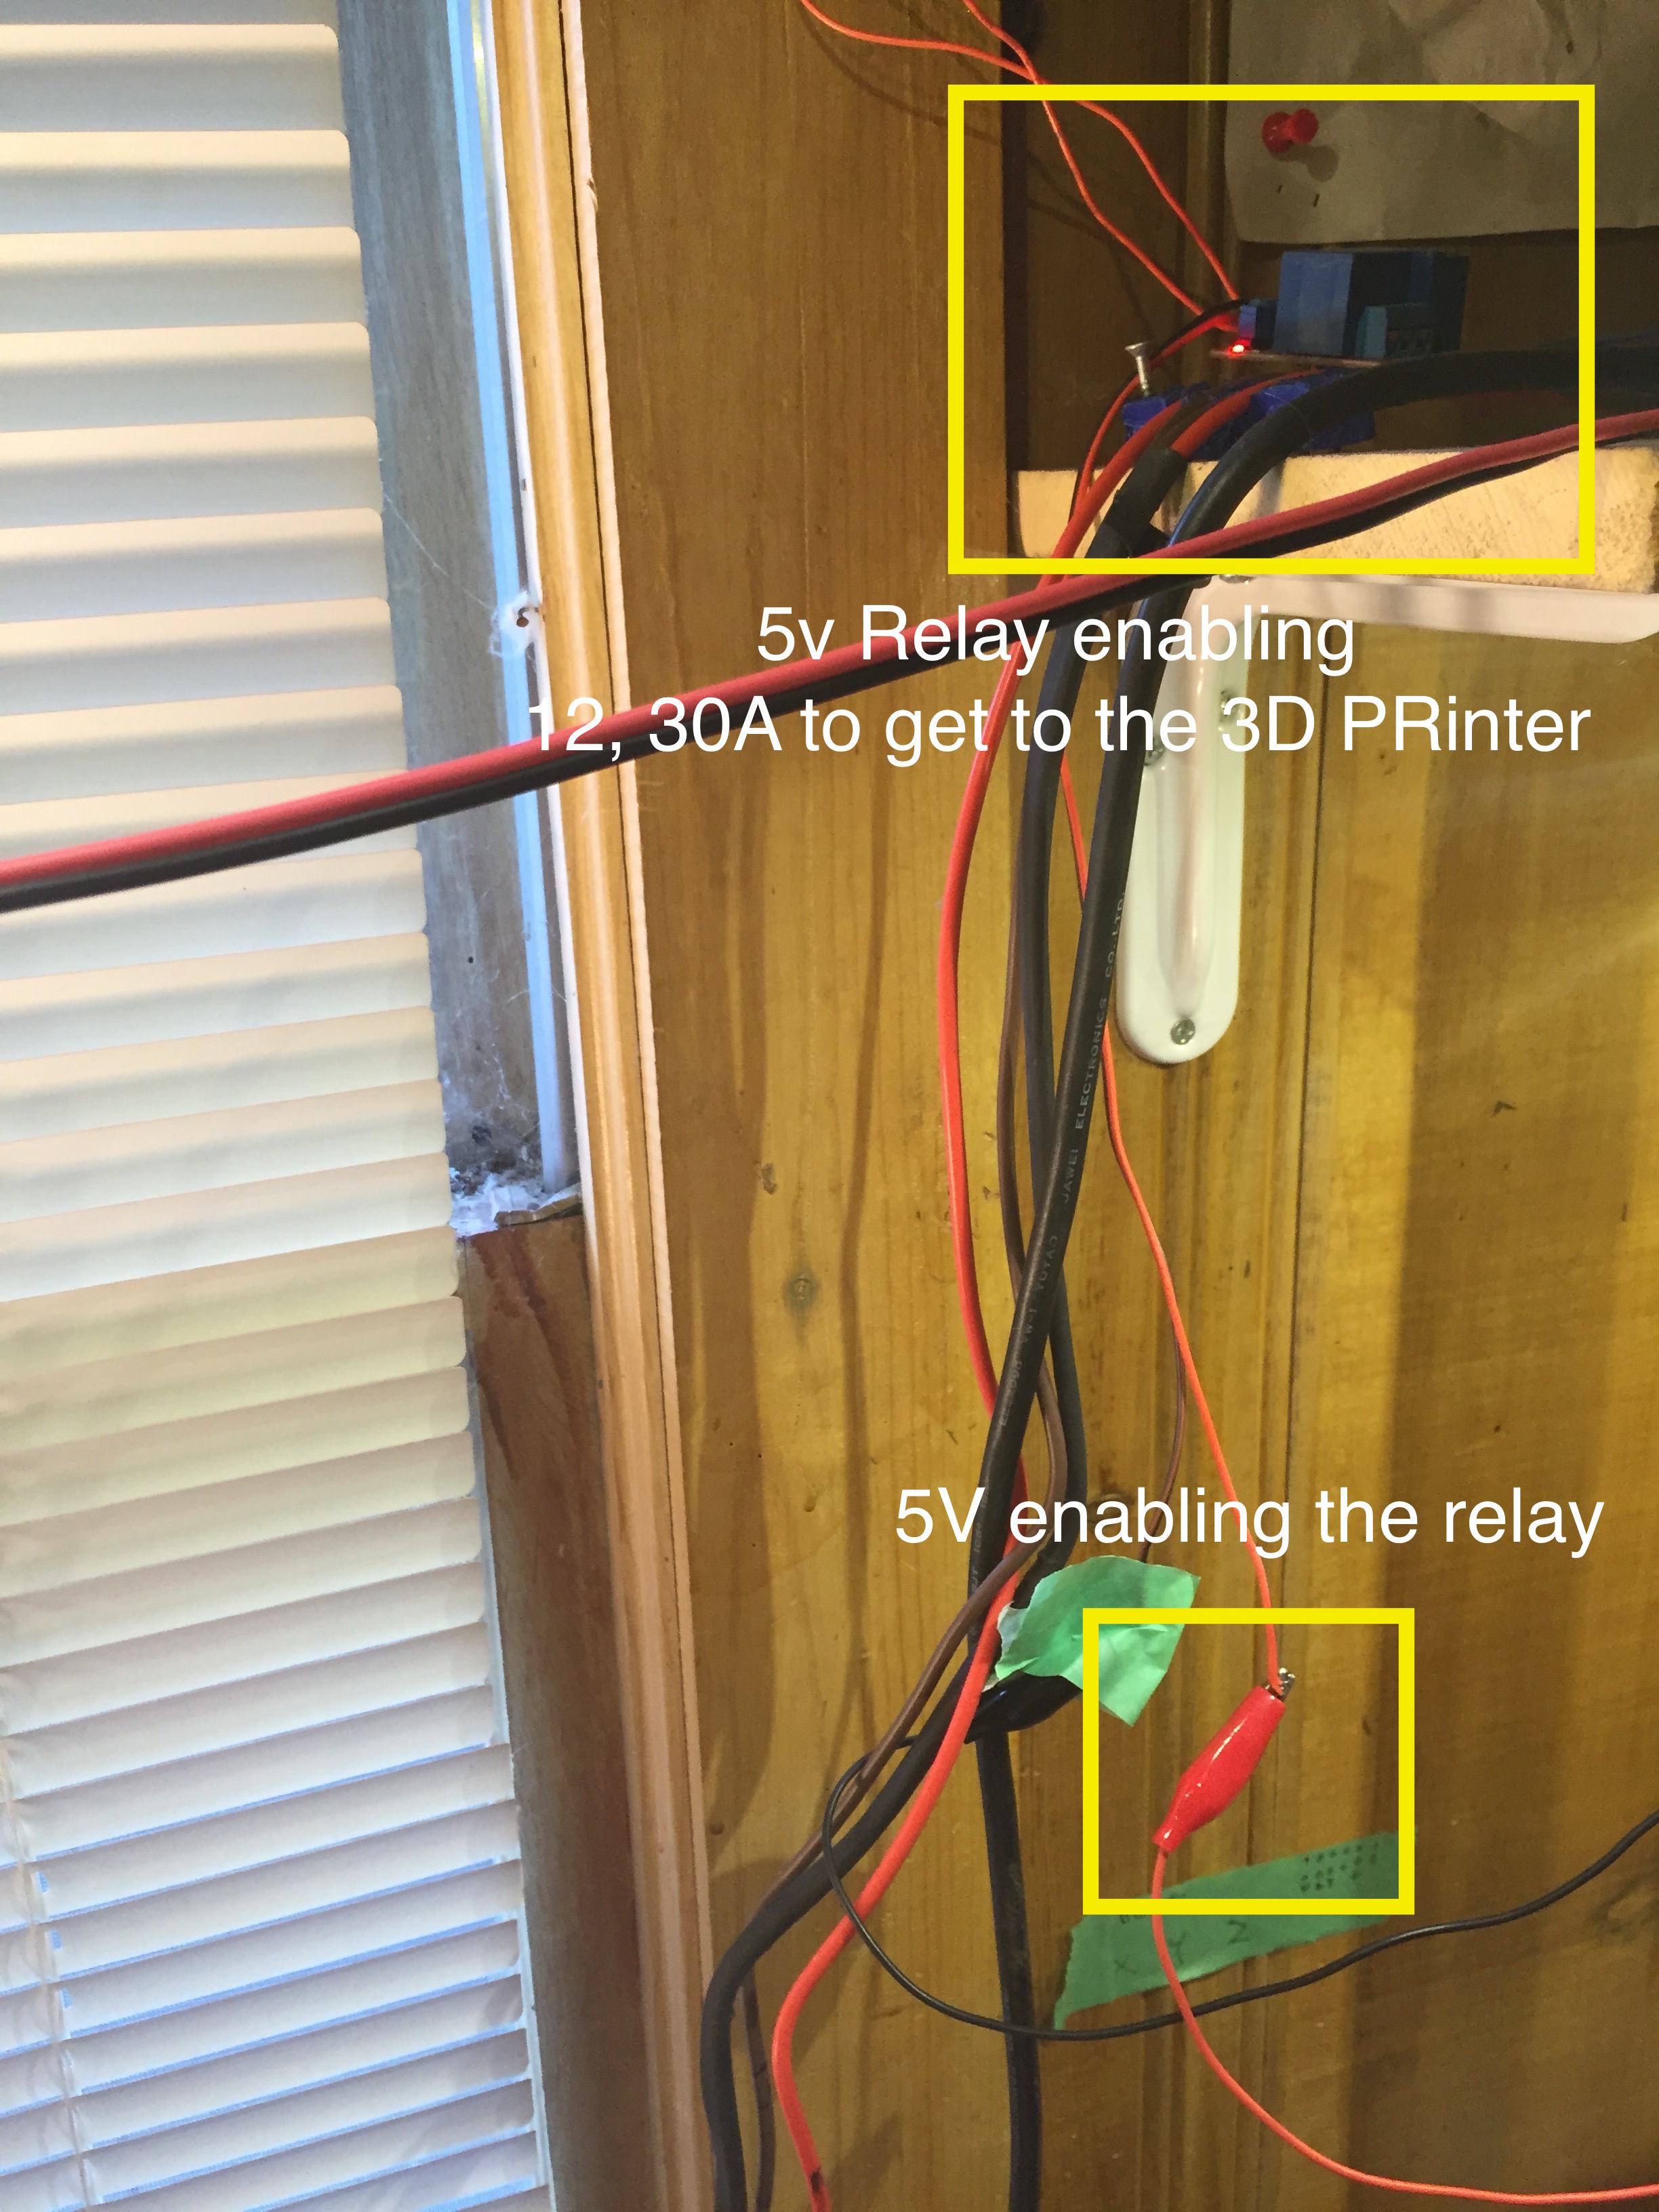 5v Relay enabling
12, 30A to get to the 3D PRinter
JAWEI ELECTRONICS CO.,LTD.
5V enabling the relay
X Y Z